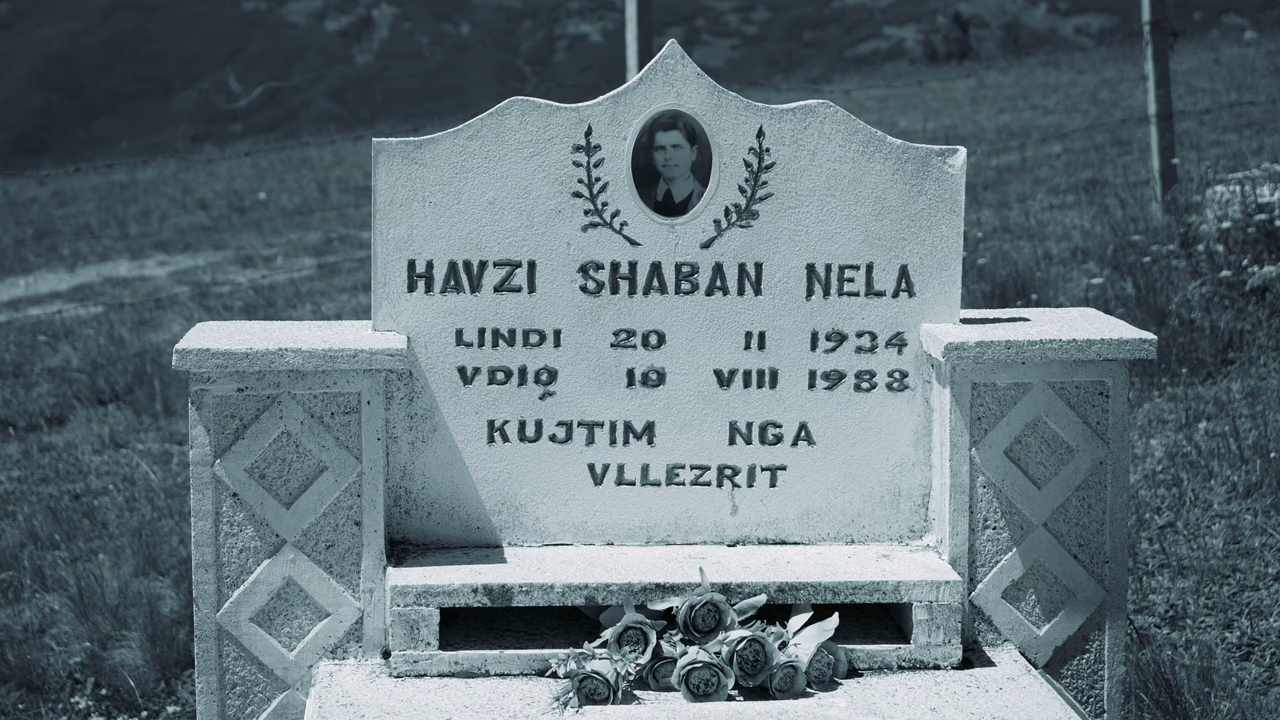 HAVZI SHABAN NELA
LINDI 20 II 1934
VDIQ 10 VIII 1988
KUJTIM NGA
VLLEZRIT